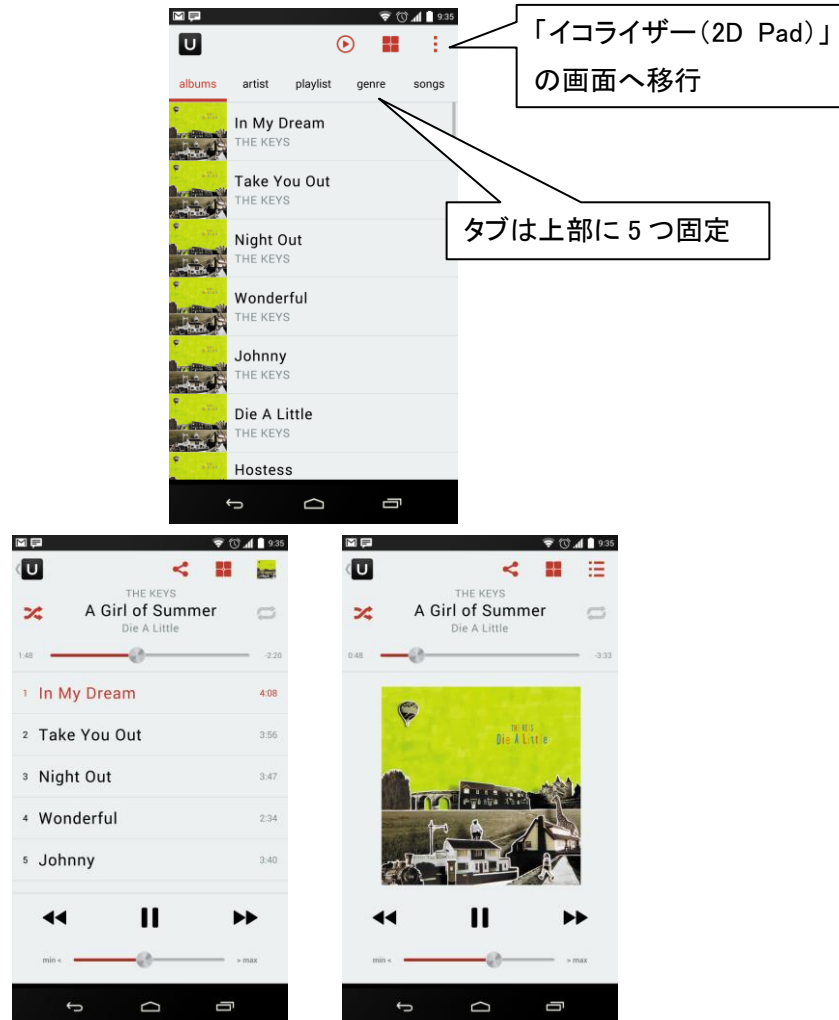 9:35
U
「イコライザー(2D Pad)」
の画面へ移行
albums artist playlist genre songs
In My Dream
THE KEYS
Take You Out
THE KEYS
タブは上部に5つ固定
Night Out
THE KEYS
Wonderful
THE KEYS
Johnny
THE KEYS
Die A Little
THE KEYS
Hostess
9:35
U
THE KEYS
A Girl of Summer
Die A Little
1:48 -2:20
1 In My Dream 4:08
2 Take You Out 3:56
3 Night Out 3:47
4 Wonderful 2:34
5 Johnny 3:40
min < > max
9:35
U
THE KEYS
A Girl of Summer
Die A Little
0:48 -3:33
THE KEYS
Die A Little
min < > max